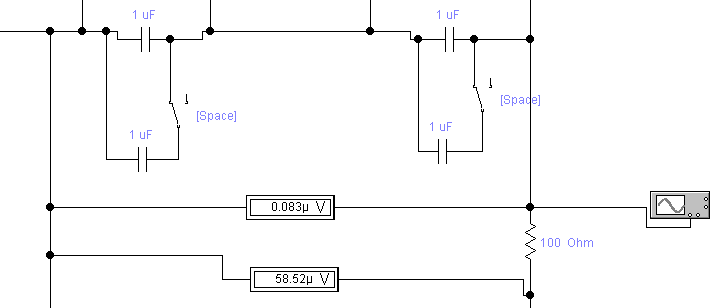 1 uF
1 uF
[Space]
[Space]
1 uF
1 uF
0.083µ V
100 Ohm
58.52µ V